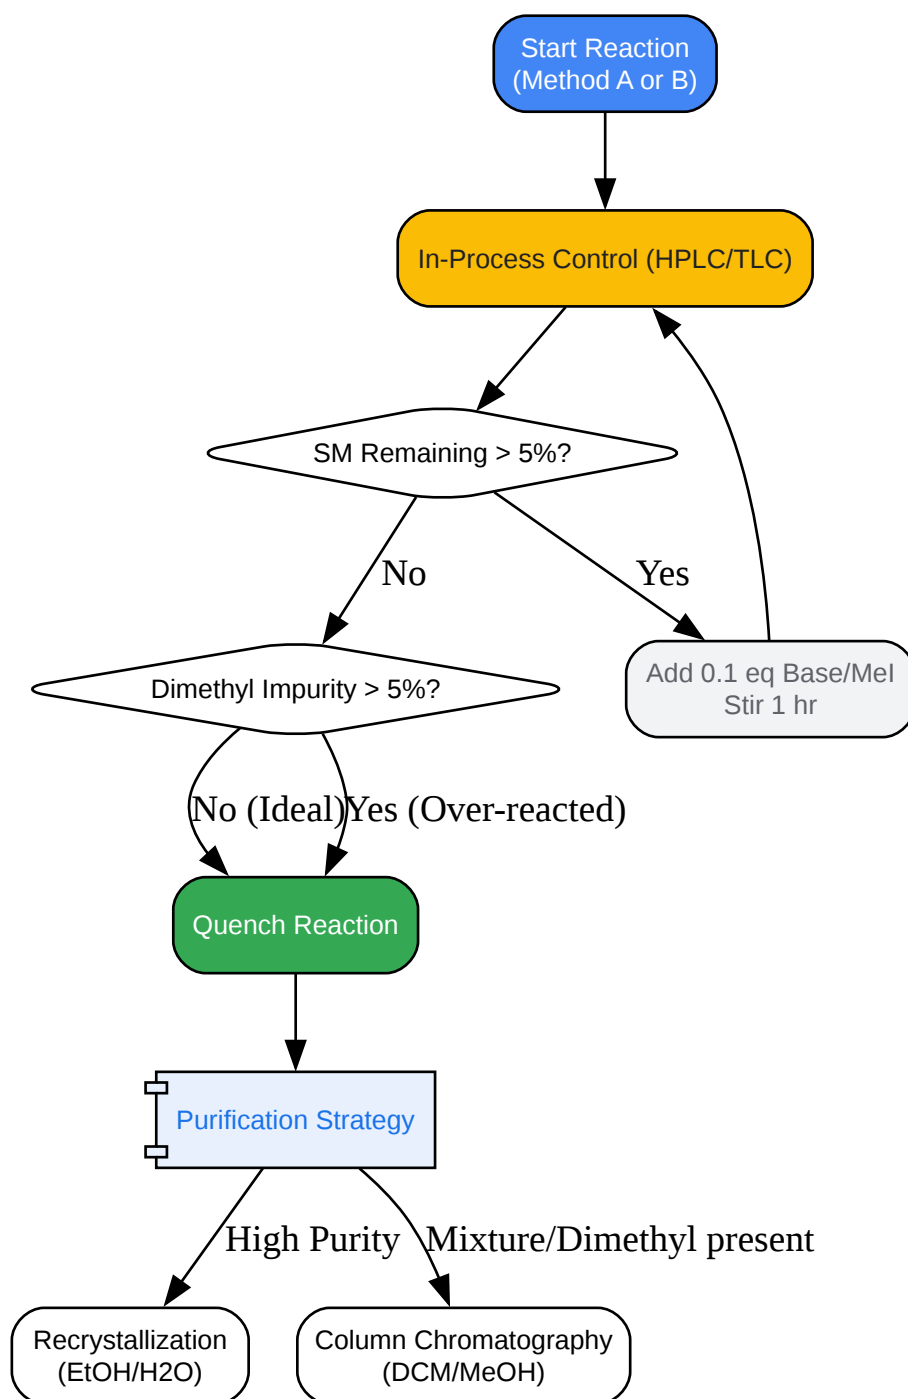 Start Reaction
(Method A or B)
In-Process Control (HPLC/TLC)
SM Remaining > 5%?
No
Yes
Add 0.1 eq Base/MeI
Stir 1 hr
Dimethyl Impurity > 5%?
No (Ideal)
Yes (Over-reacted)
Quench Reaction
Purification Strategy
High Purity
Mixture/Dimethyl present
Recrystallization
(EtOH/H2O)
Column Chromatography
(DCM/MeOH)